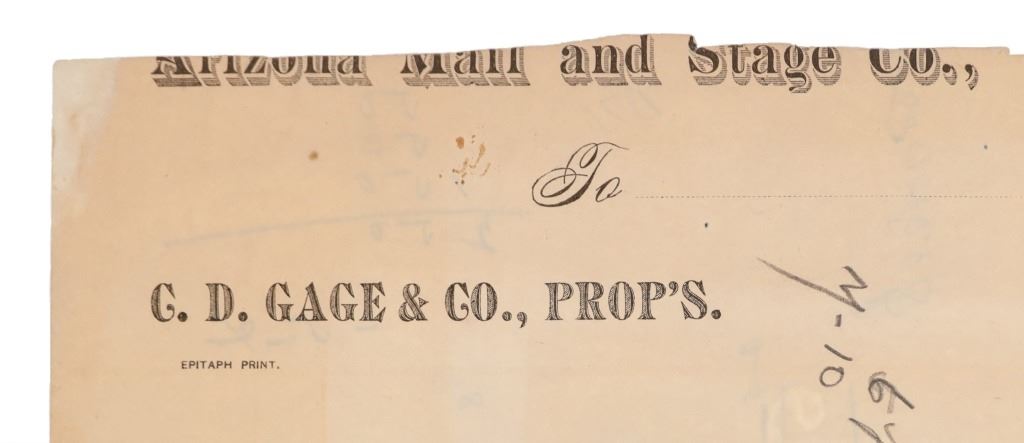 Arizona Mail and Stage Co.,
To
C. D. GAGE & CO., PROP'S.
EPITAPH PRINT.